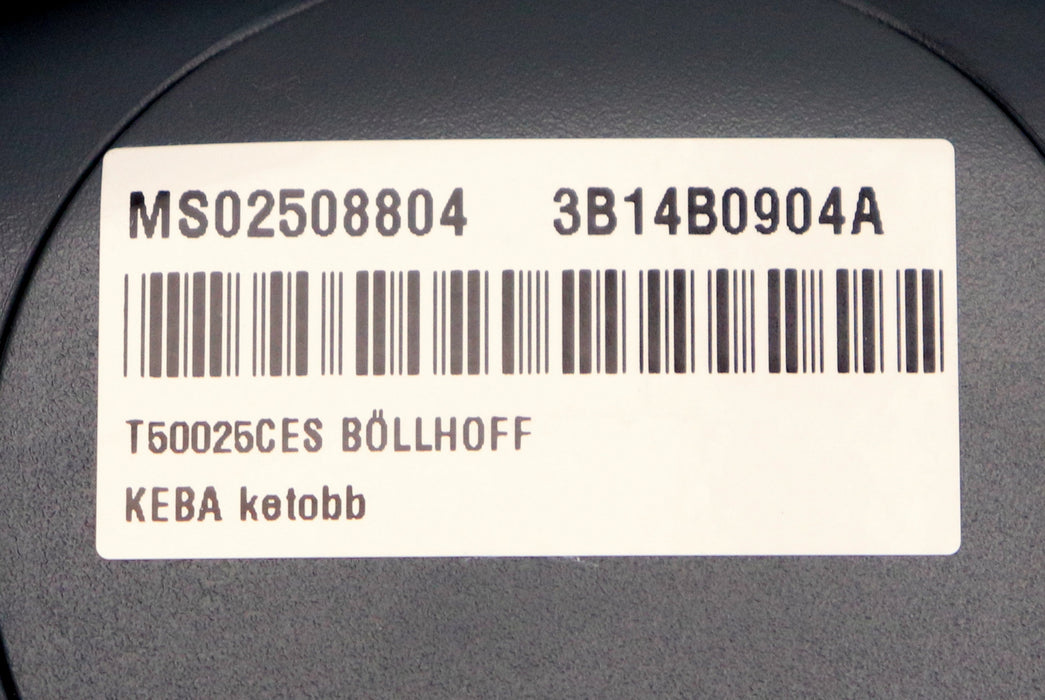 MS02508804 3B14B0904A
T50025CES BÖLLHOFF
KEBA ketobb